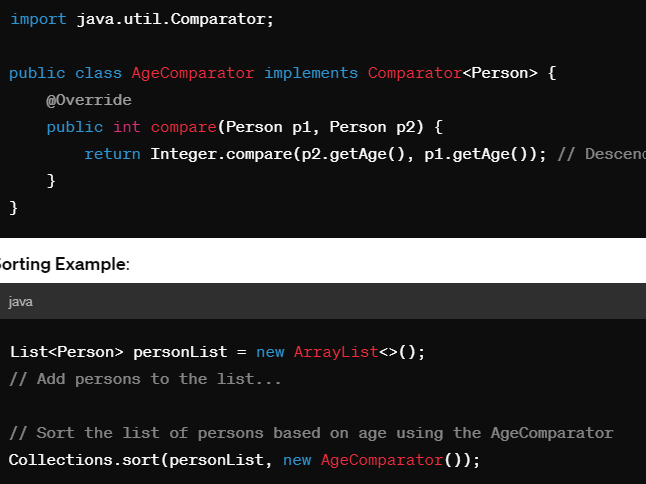 import java.util.Comparator;
public class AgeComparator implements Comparator<Person> {
@Override
public int compare(Person p1, Person p2) {
return Integer.compare(p2.getAge(), p1.getAge()); //
}
}
Sorting Example:
java
List<Person> personList = new ArrayList<>();
// Add persons to the list...
// Sort the list of persons based on age using the AgeComparator
Collections.sort(personList, new AgeComparator());